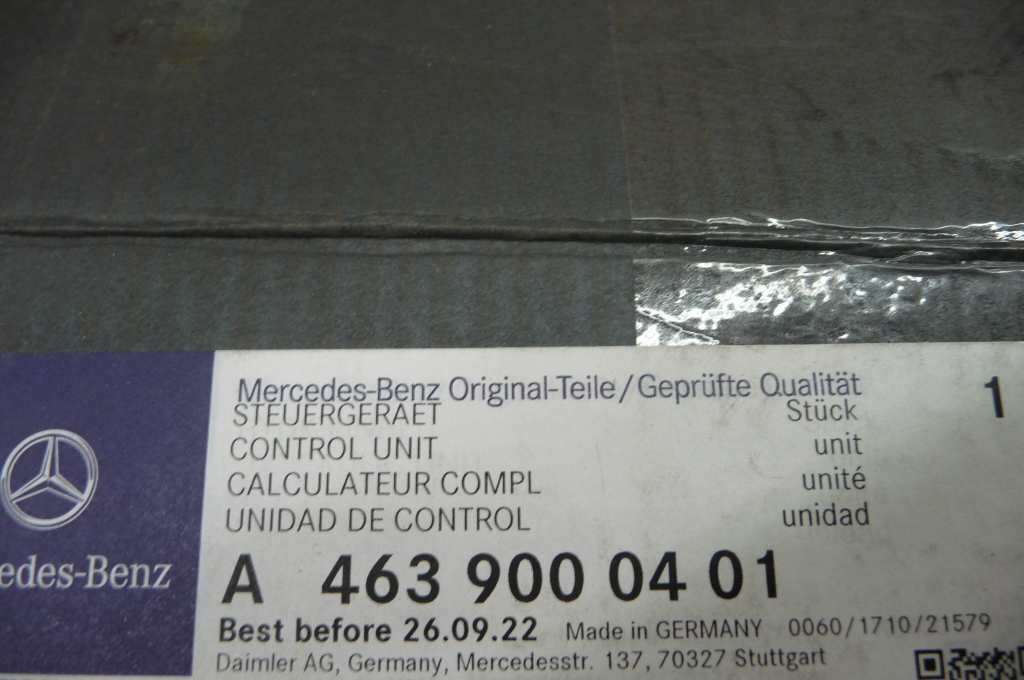 Mercedes-Benz Original-Teile/Geprüfte Qualität
STEUERGERAET Stück 1
CONTROL UNIT unit
CALCULATEUR COMPL unité
UNIDAD DE CONTROL unidad
edes-Benz
A 463 900 04 01
Best before 26.09.22 Made in GERMANY 0060/1710/21579
Daimler AG, Germany, Mercedesstr. 137, 70327 Stuttgart